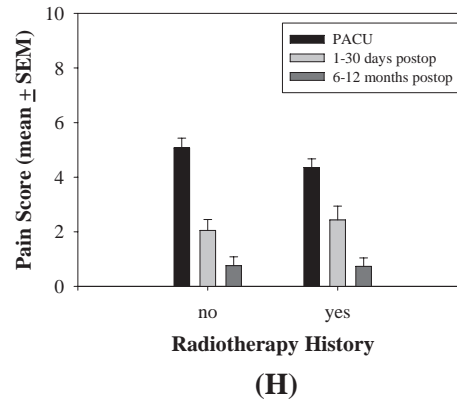 10
8
6
4
2
0
Pain Score (mean ± SEM)
PACU
1-30 days postop
6-12 months postop
no yes
Radiotherapy History
(H)